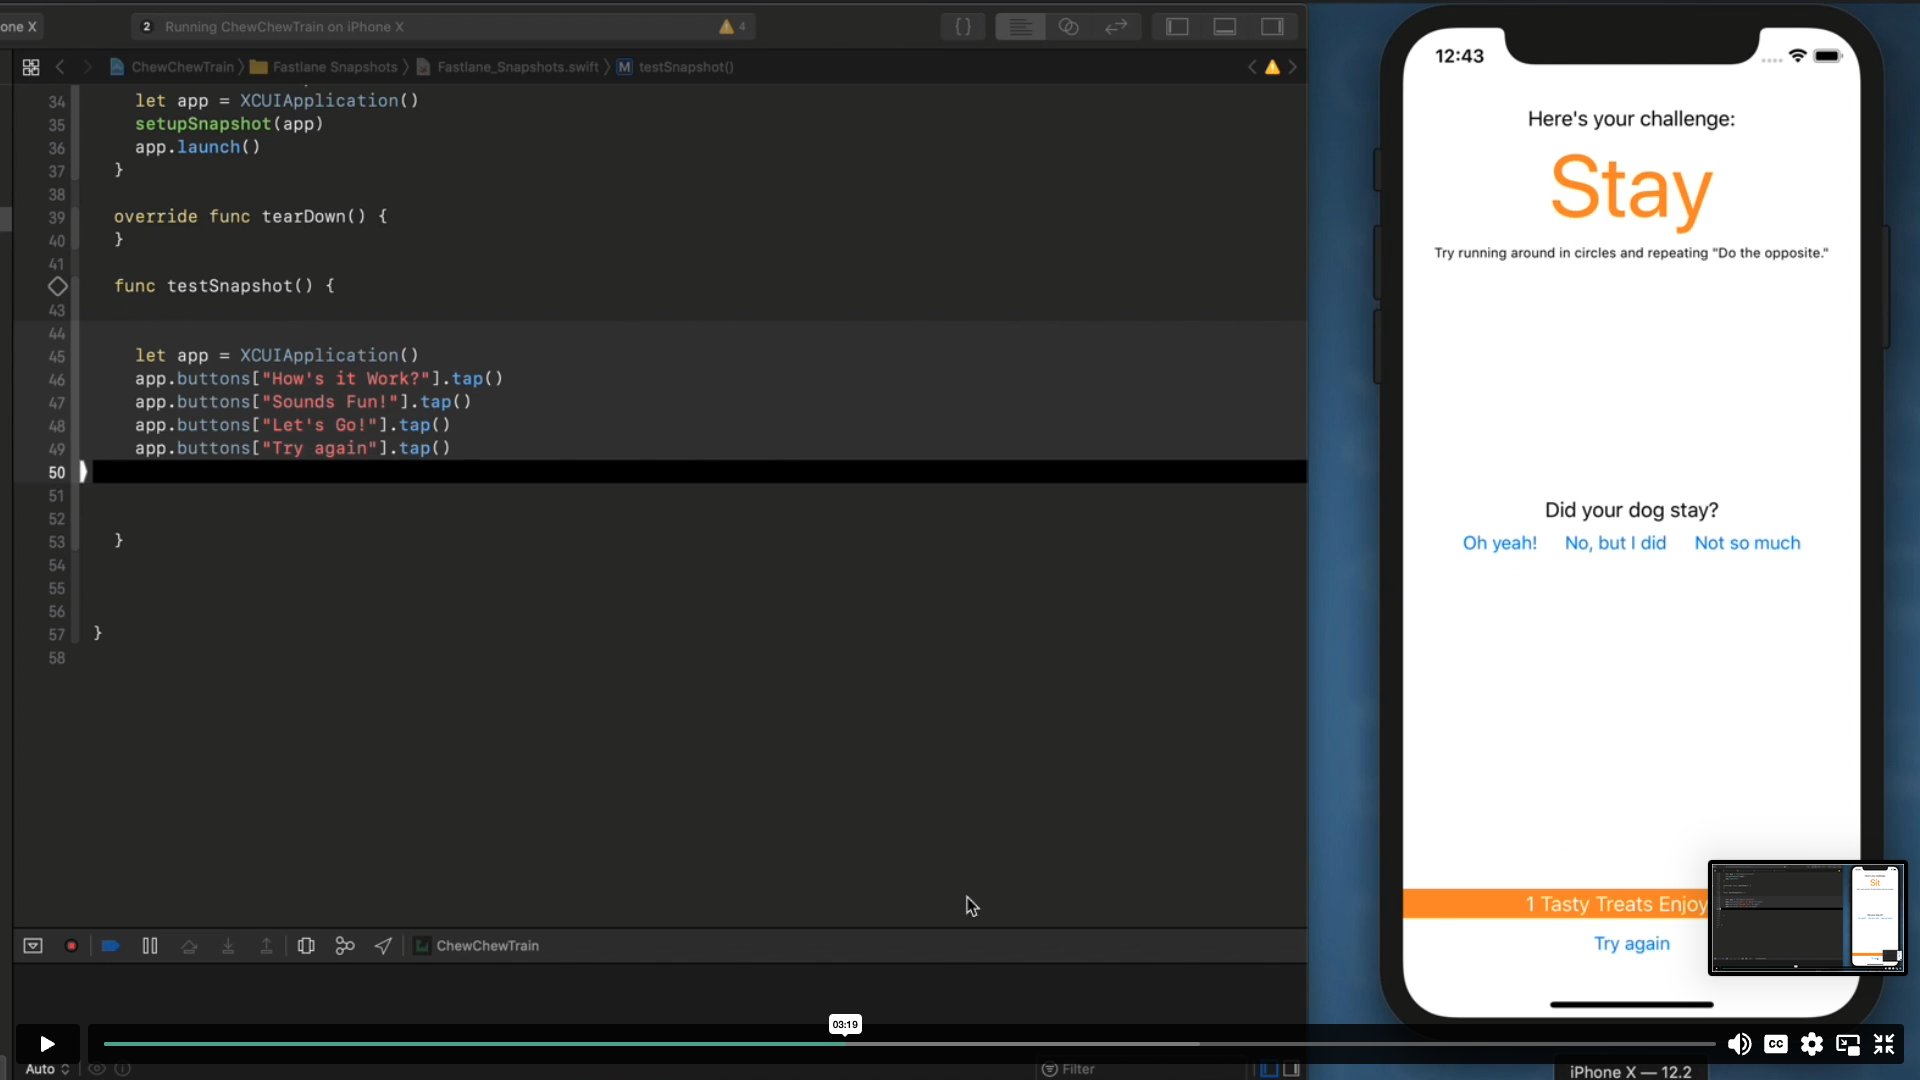 one X
2 Running ChewChewTrain on iPhone X
4
{}
ChewChewTrain
Fastlane Snapshots
Fastlane_Snapshots.swift
M testSnapshot()
34 let app = XCUIApplication()
35 setupSnapshot(app)
36 app.launch()
37 }
38
39 override func tearDown() {
40 }
41
func testSnapshot() {
43
44
45 let app = XCUIApplication()
46 app.buttons["How's it Work?"].tap()
47 app.buttons["Sounds Fun!"].tap()
48 app.buttons["Let's Go!"].tap()
49 app.buttons["Try again"].tap()
50
51
52
53 }
54
55
56
57 }
58
ChewChewTrain
Auto
Filter
12:43
Here's your challenge:
Stay
Try running around in circles and repeating "Do the opposite."
Did your dog stay?
Oh yeah! No, but I did Not so much
1 Tasty Treats Enjoy
Try again
Sit
03:19
CC
iPhone X — 12.2